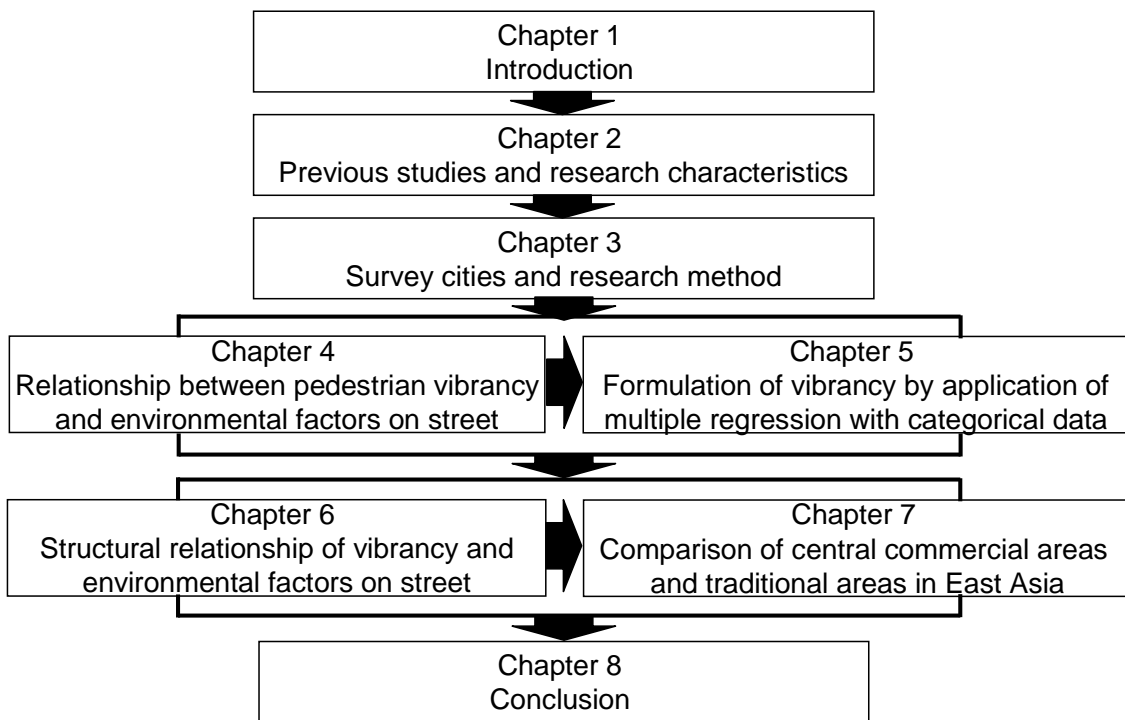 Chapter 1
Introduction
Chapter 2
Previous studies and research characteristics
Chapter 3
Survey cities and research method
Chapter 4
Relationship between pedestrian vibrancy
and environmental factors on street
Chapter 5
Formulation of vibrancy by application of
multiple regression with categorical data
Chapter 6
Structural relationship of vibrancy and
environmental factors on street
Chapter 7
Comparison of central commercial areas
and traditional areas in East Asia
Chapter 8
Conclusion